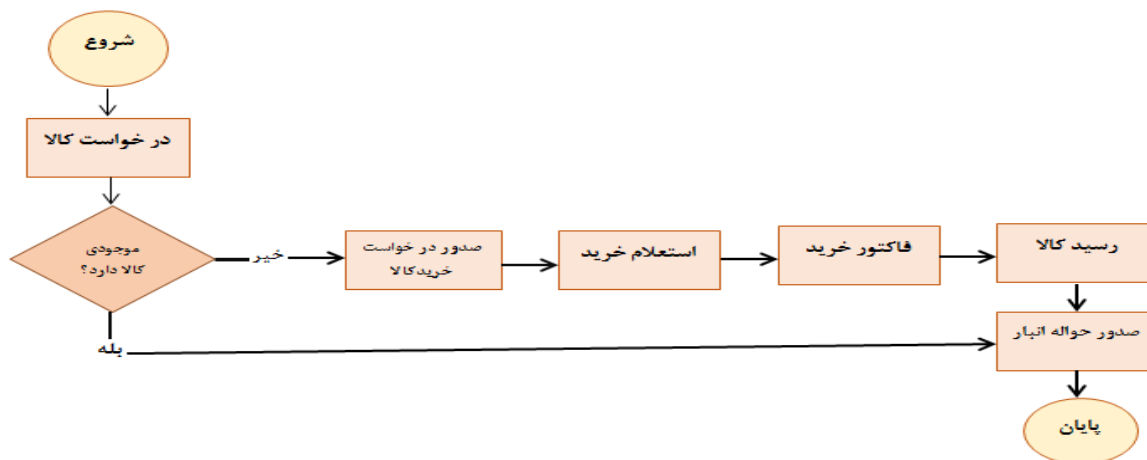 شروع
در خواست کالا
موجودی
کالا دارد؟
خیر
صدور در خواست
خریدکالا
استعلام خرید
فاکتور خرید
رسید کالا
بله
صدور حواله انبار
پایان